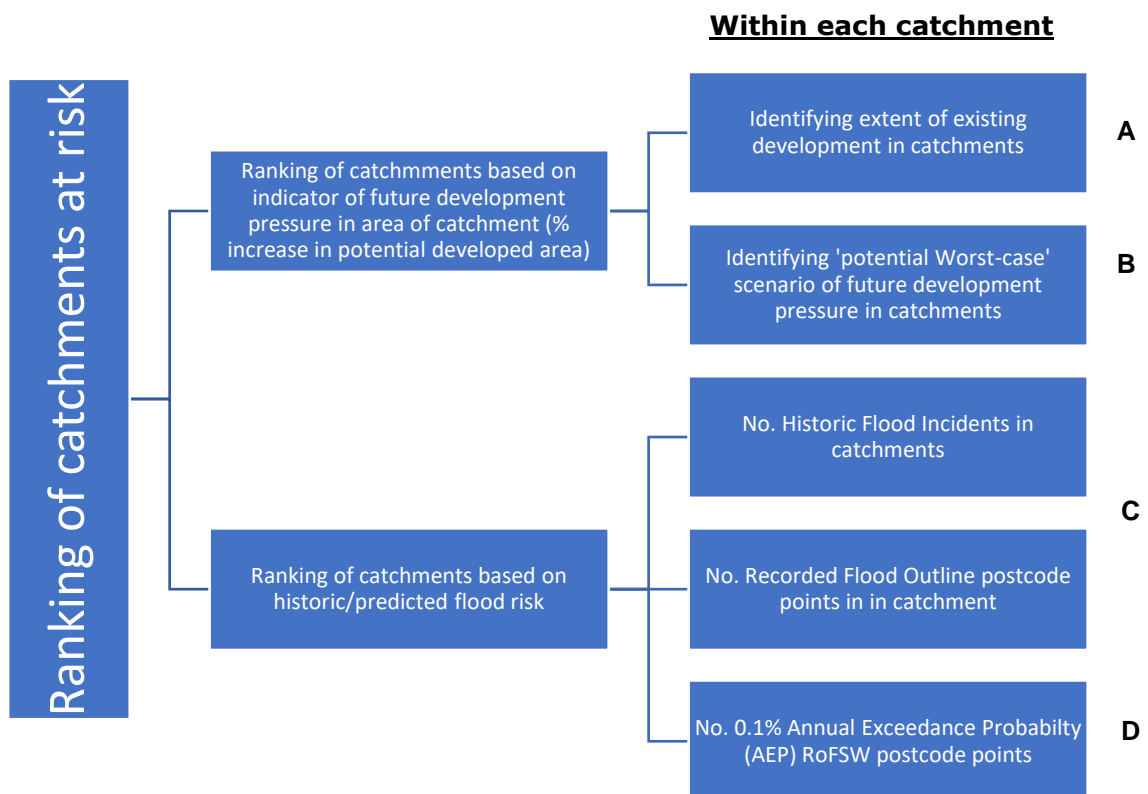 Within each catchment
Ranking of catchments at risk
Ranking of catchmments based on
indicator of future development
pressure in area of catchment (%
increase in potential developed area)
Identifying extent of existing
development in catchments
A
Identifying 'potential Worst-case'
scenario of future development
pressure in catchments
B
Ranking of catchments based on
historic/predicted flood risk
No. Historic Flood Incidents in
catchments
C
No. Recorded Flood Outline postcode
points in in catchment
No. 0.1% Annual Exceedance Probabilty
(AEP) RoFSW postcode points
D